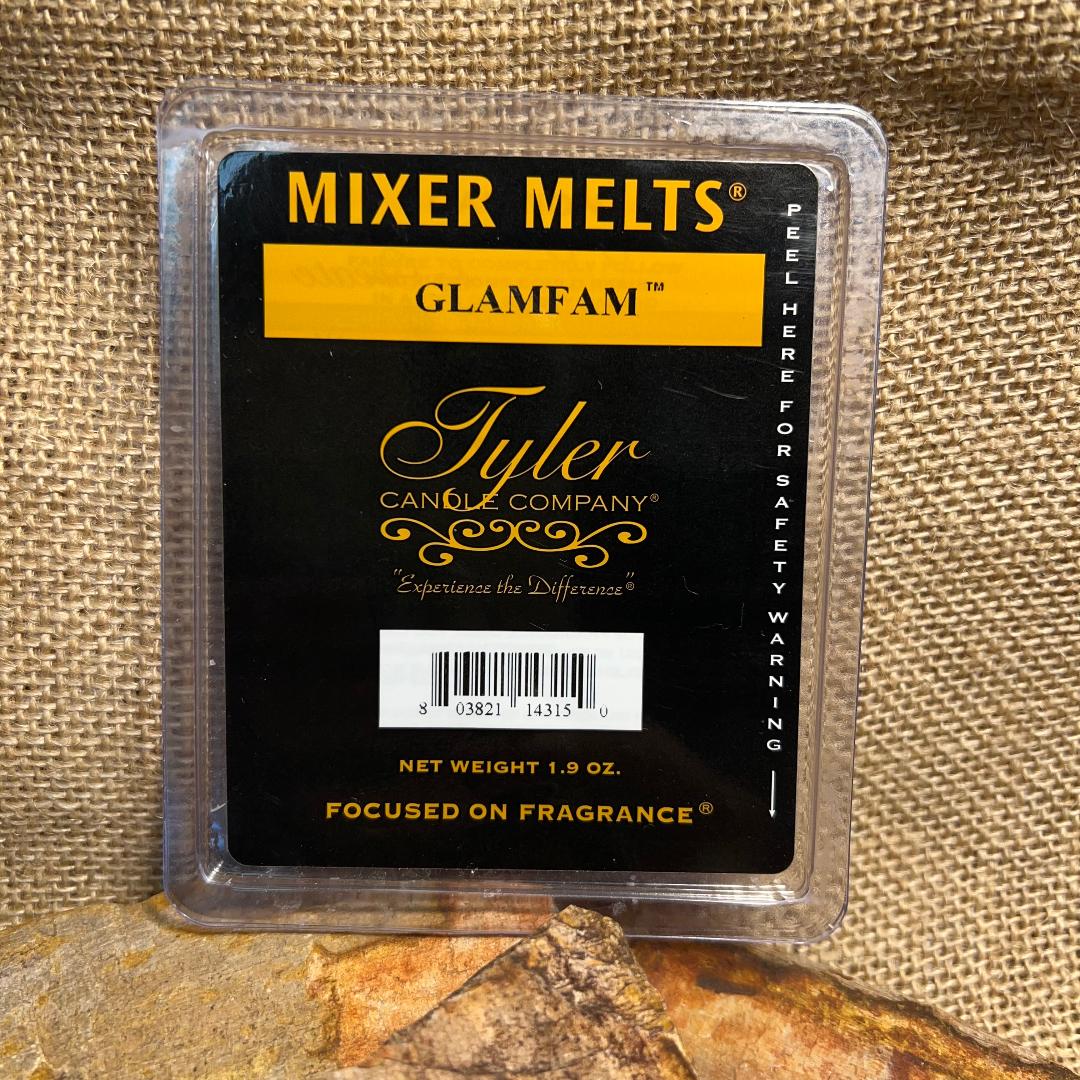 MIXER MELTS®
GLAMFAM™
Tyler
CANDLE COMPANY®
"Experience the Difference"®
8 03821 14315 0
NET WEIGHT 1.9 OZ.
FOCUSED ON FRAGRANCE®
PEEL HERE FOR SAFETY WARNING